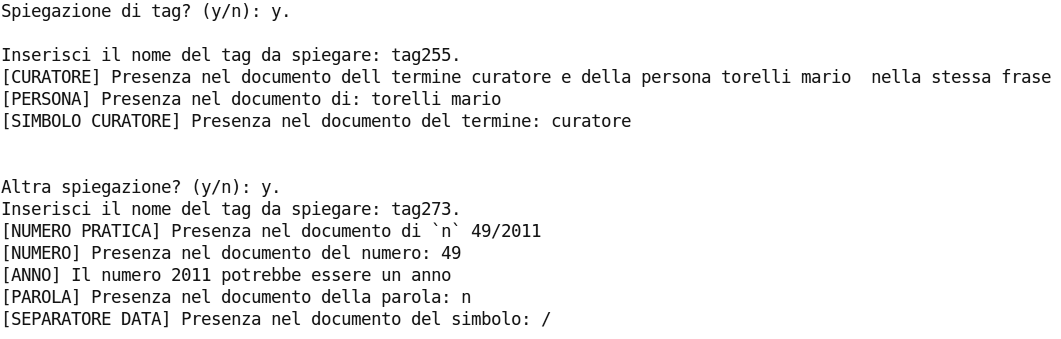 Spiegazione di tag? (y/n): y.
Inserisci il nome del tag da spiegare: tag255.
[CURATORE] Presenza nel documento dell termine curatore e della persona torelli mario  nella stessa frase
[PERSONA] Presenza nel documento di: torelli mario
[SIMBOLO CURATORE] Presenza nel documento del termine: curatore
Altra spiegazione? (y/n): y.
Inserisci il nome del tag da spiegare: tag273.
[NUMERO PRATICA] Presenza nel documento di `n` 49/2011
[NUMERO] Presenza nel documento del numero: 49
[ANNO] Il numero 2011 potrebbe essere un anno
[PAROLA] Presenza nel documento della parola: n
[SEPARATORE DATA] Presenza nel documento del simbolo: /